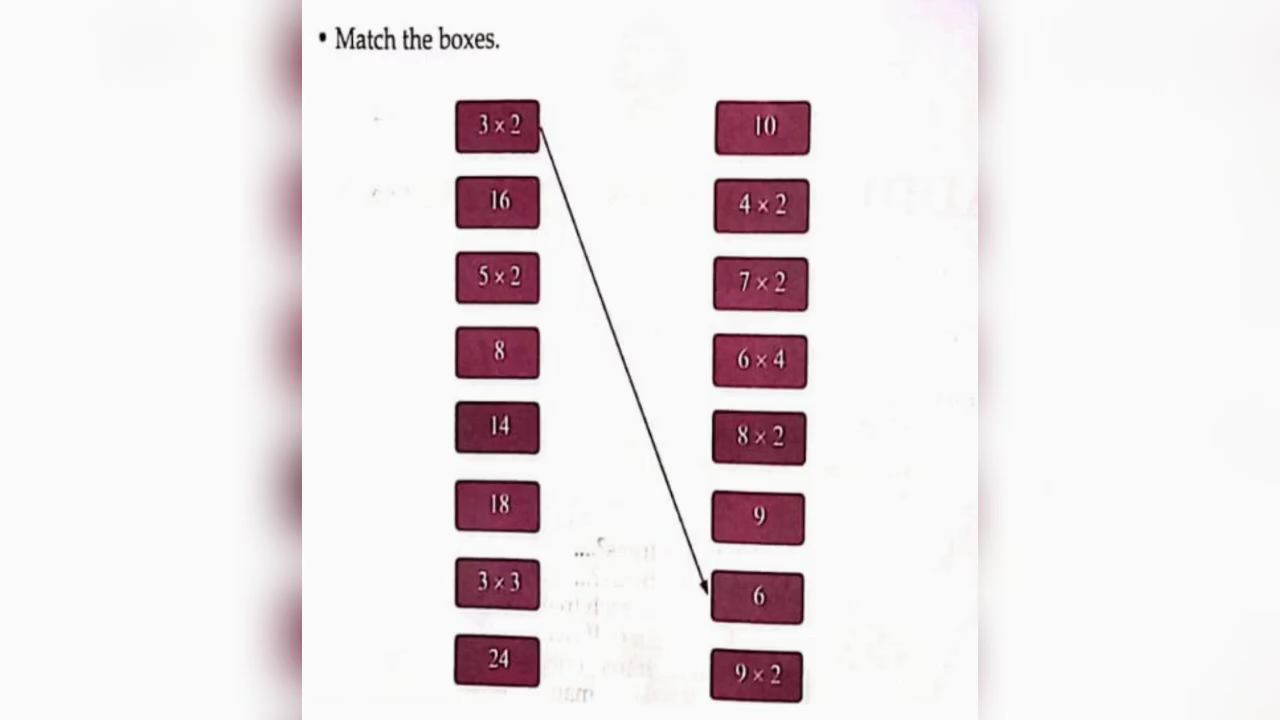 • Match the boxes.
3 × 2 10
16 4 × 2
5 × 2 7 × 2
8 6 × 4
14 8 × 2
18 9
3 × 3 6
24 9 × 2